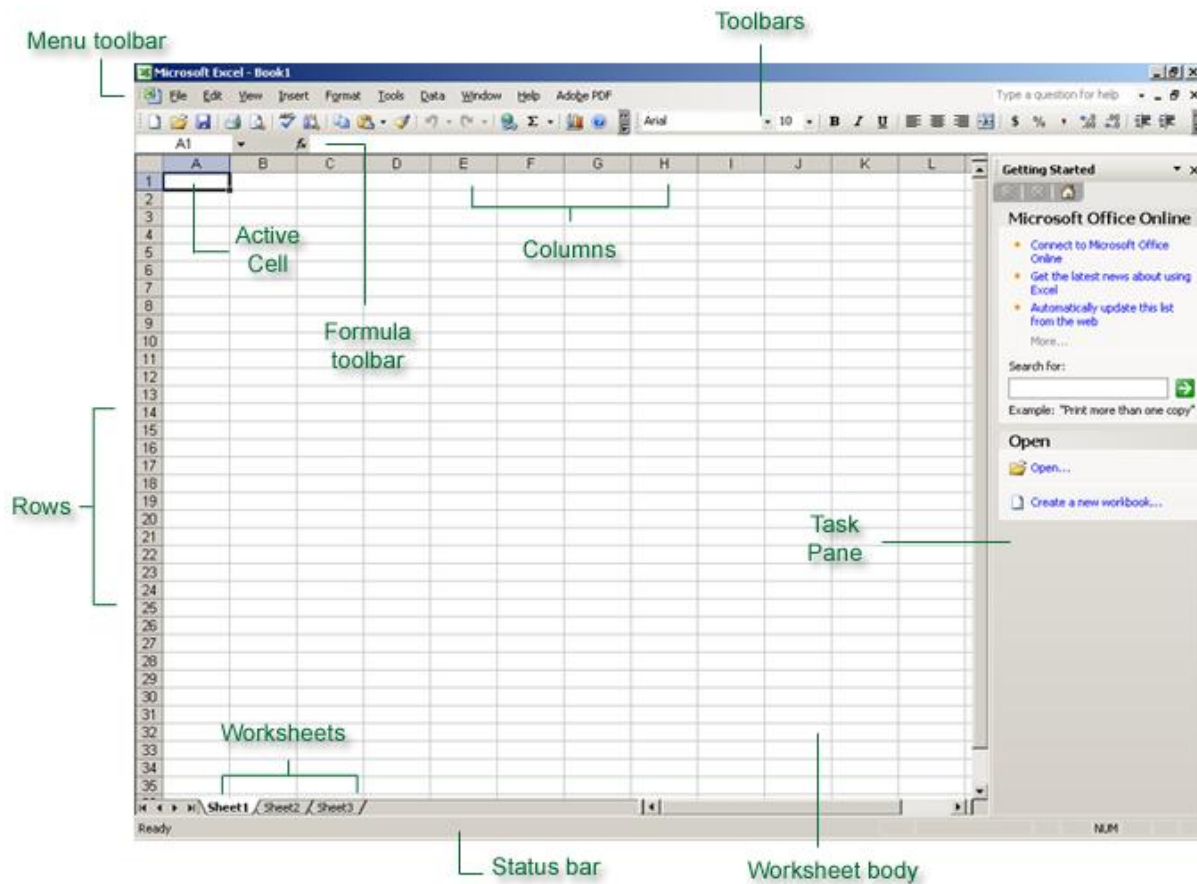 Toolbars
Menu toolbar
Microsoft Excel - Book1
File Edit View Insert Format Tools Data Window Help Adobe PDF Type a question for help
Arial 10 B I U $ % ,
A1 fx
A B C D E F G H I J K L
Getting Started
1
2
3
4
5
6
7
8
9
10
11
12
13
14
15
16
17
18
19
20
21
22
23
24
25
26
27
28
29
30
31
32
33
34
35
Active
Cell
Columns
Formula
toolbar
Rows
Microsoft Office Online
Connect to Microsoft Office
Online
Get the latest news about using
Excel
Automatically update this list
from the web
More...
Search for:
Example: "Print more than one copy"
Open
Open...
Create a new workbook...
Task
Pane
Worksheets
Sheet1 Sheet2 Sheet3
Ready NUM
Status bar
Worksheet body